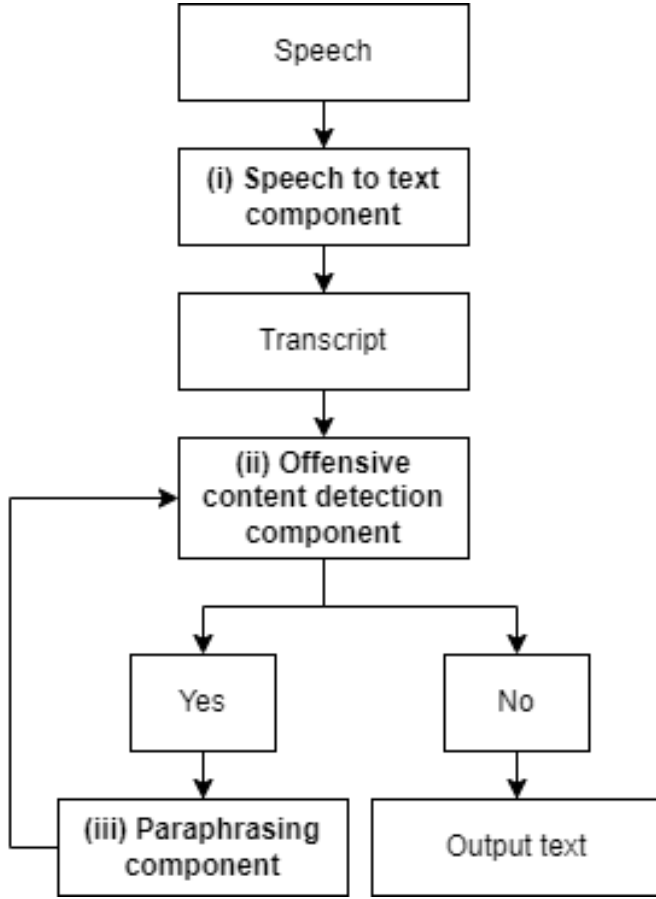 Speech
(i) Speech to text
component
Transcript
(ii) Offensive
content detection
component
Yes
No
(iii) Paraphrasing
component
Output text